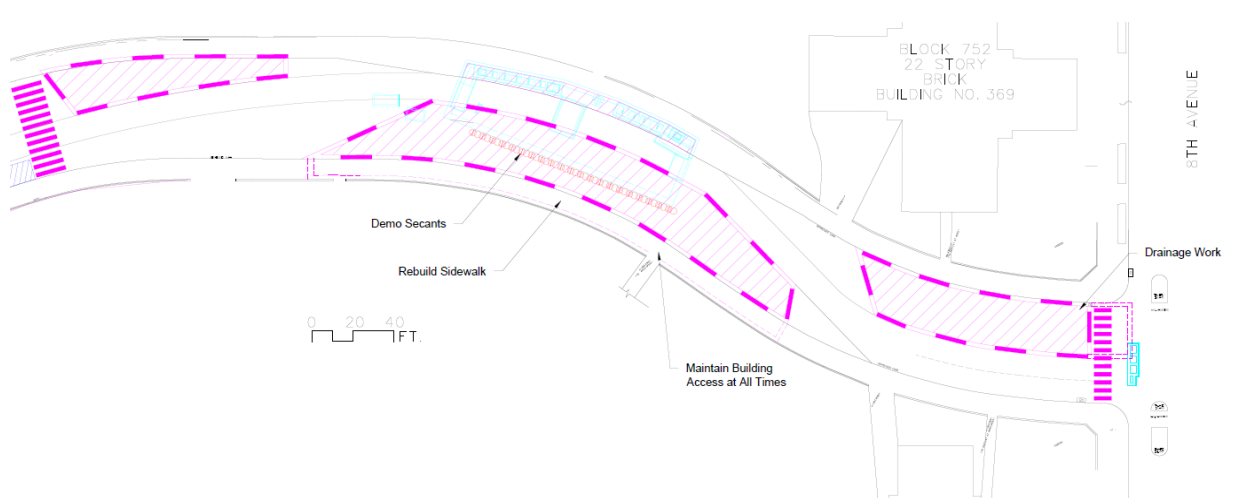 BLOCK 752
22 STORY
BRICK
BUILDING NO. 369
8TH AVENUE
Demo Secants
Rebuild Sidewalk
Drainage Work
0 20 40
FT.
Maintain Building
Access at All Times